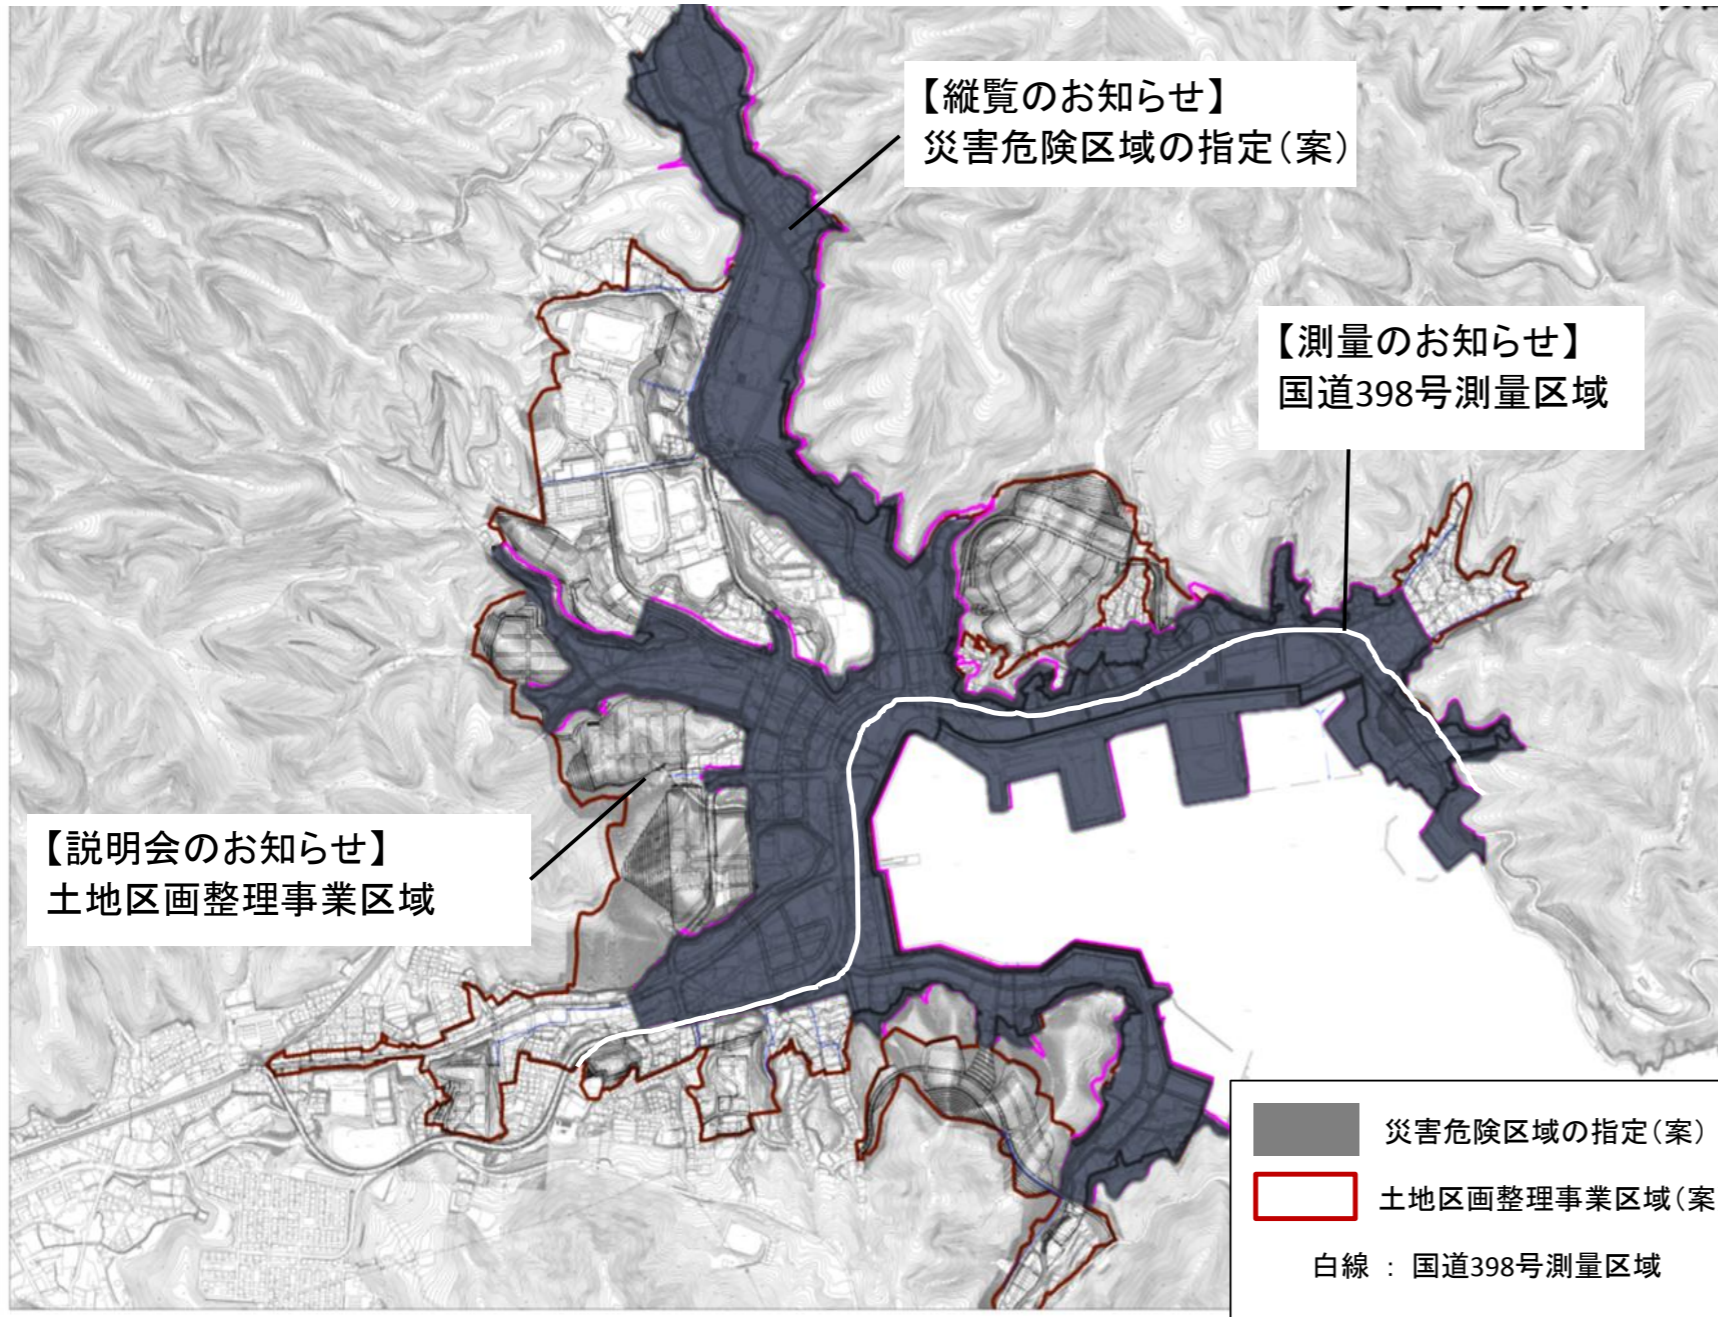 【縦覧のお知らせ】
災害危険区域の指定（案）
【測量のお知らせ】
国道398号測量区域
【説明会のお知らせ】
土地区画整理事業区域
災害危険区域の指定（案）
土地区画整理事業区域（案
白線 ： 国道398号測量区域